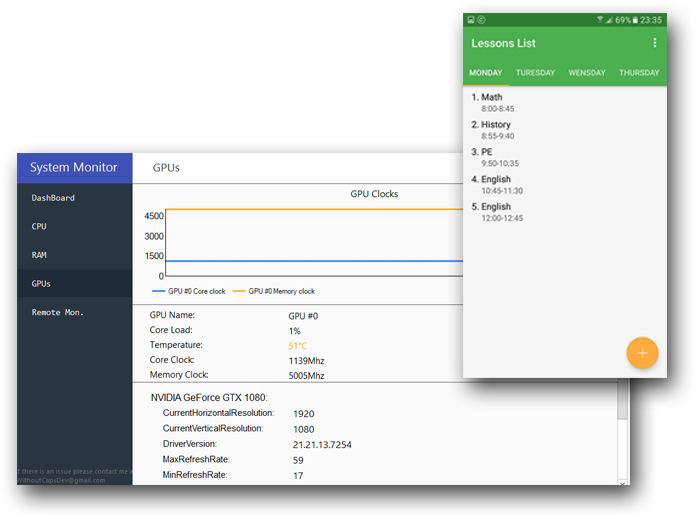 69% 23:35
Lessons List
MONDAY TURESDAY WENSDAY THURSDAY
1. Math
8:00-8:45
2. History
8:55-9:40
3. PE
9:50-10:35
4. English
10:45-11:30
5. English
12:00-12:45
System Monitor
GPUs
DashBoard
CPU
RAM
GPUs
Remote Mon.
GPU Clocks
4500
3000
1500
0
GPU #0 Core clock GPU #0 Memory clock
GPU Name: GPU #0
Core Load: 1%
Temperature: 51°C
Core Clock: 1139Mhz
Memory Clock: 5005Mhz
NVIDIA GeForce GTX 1080:
CurrentHorizontalResolution: 1920
CurrentVerticalResolution: 1080
DriverVersion: 21.21.13.7254
MaxRefreshRate: 59
MinRefreshRate: 17
f there is an issue please contact me a
WithoutCapsDev@gmail.com